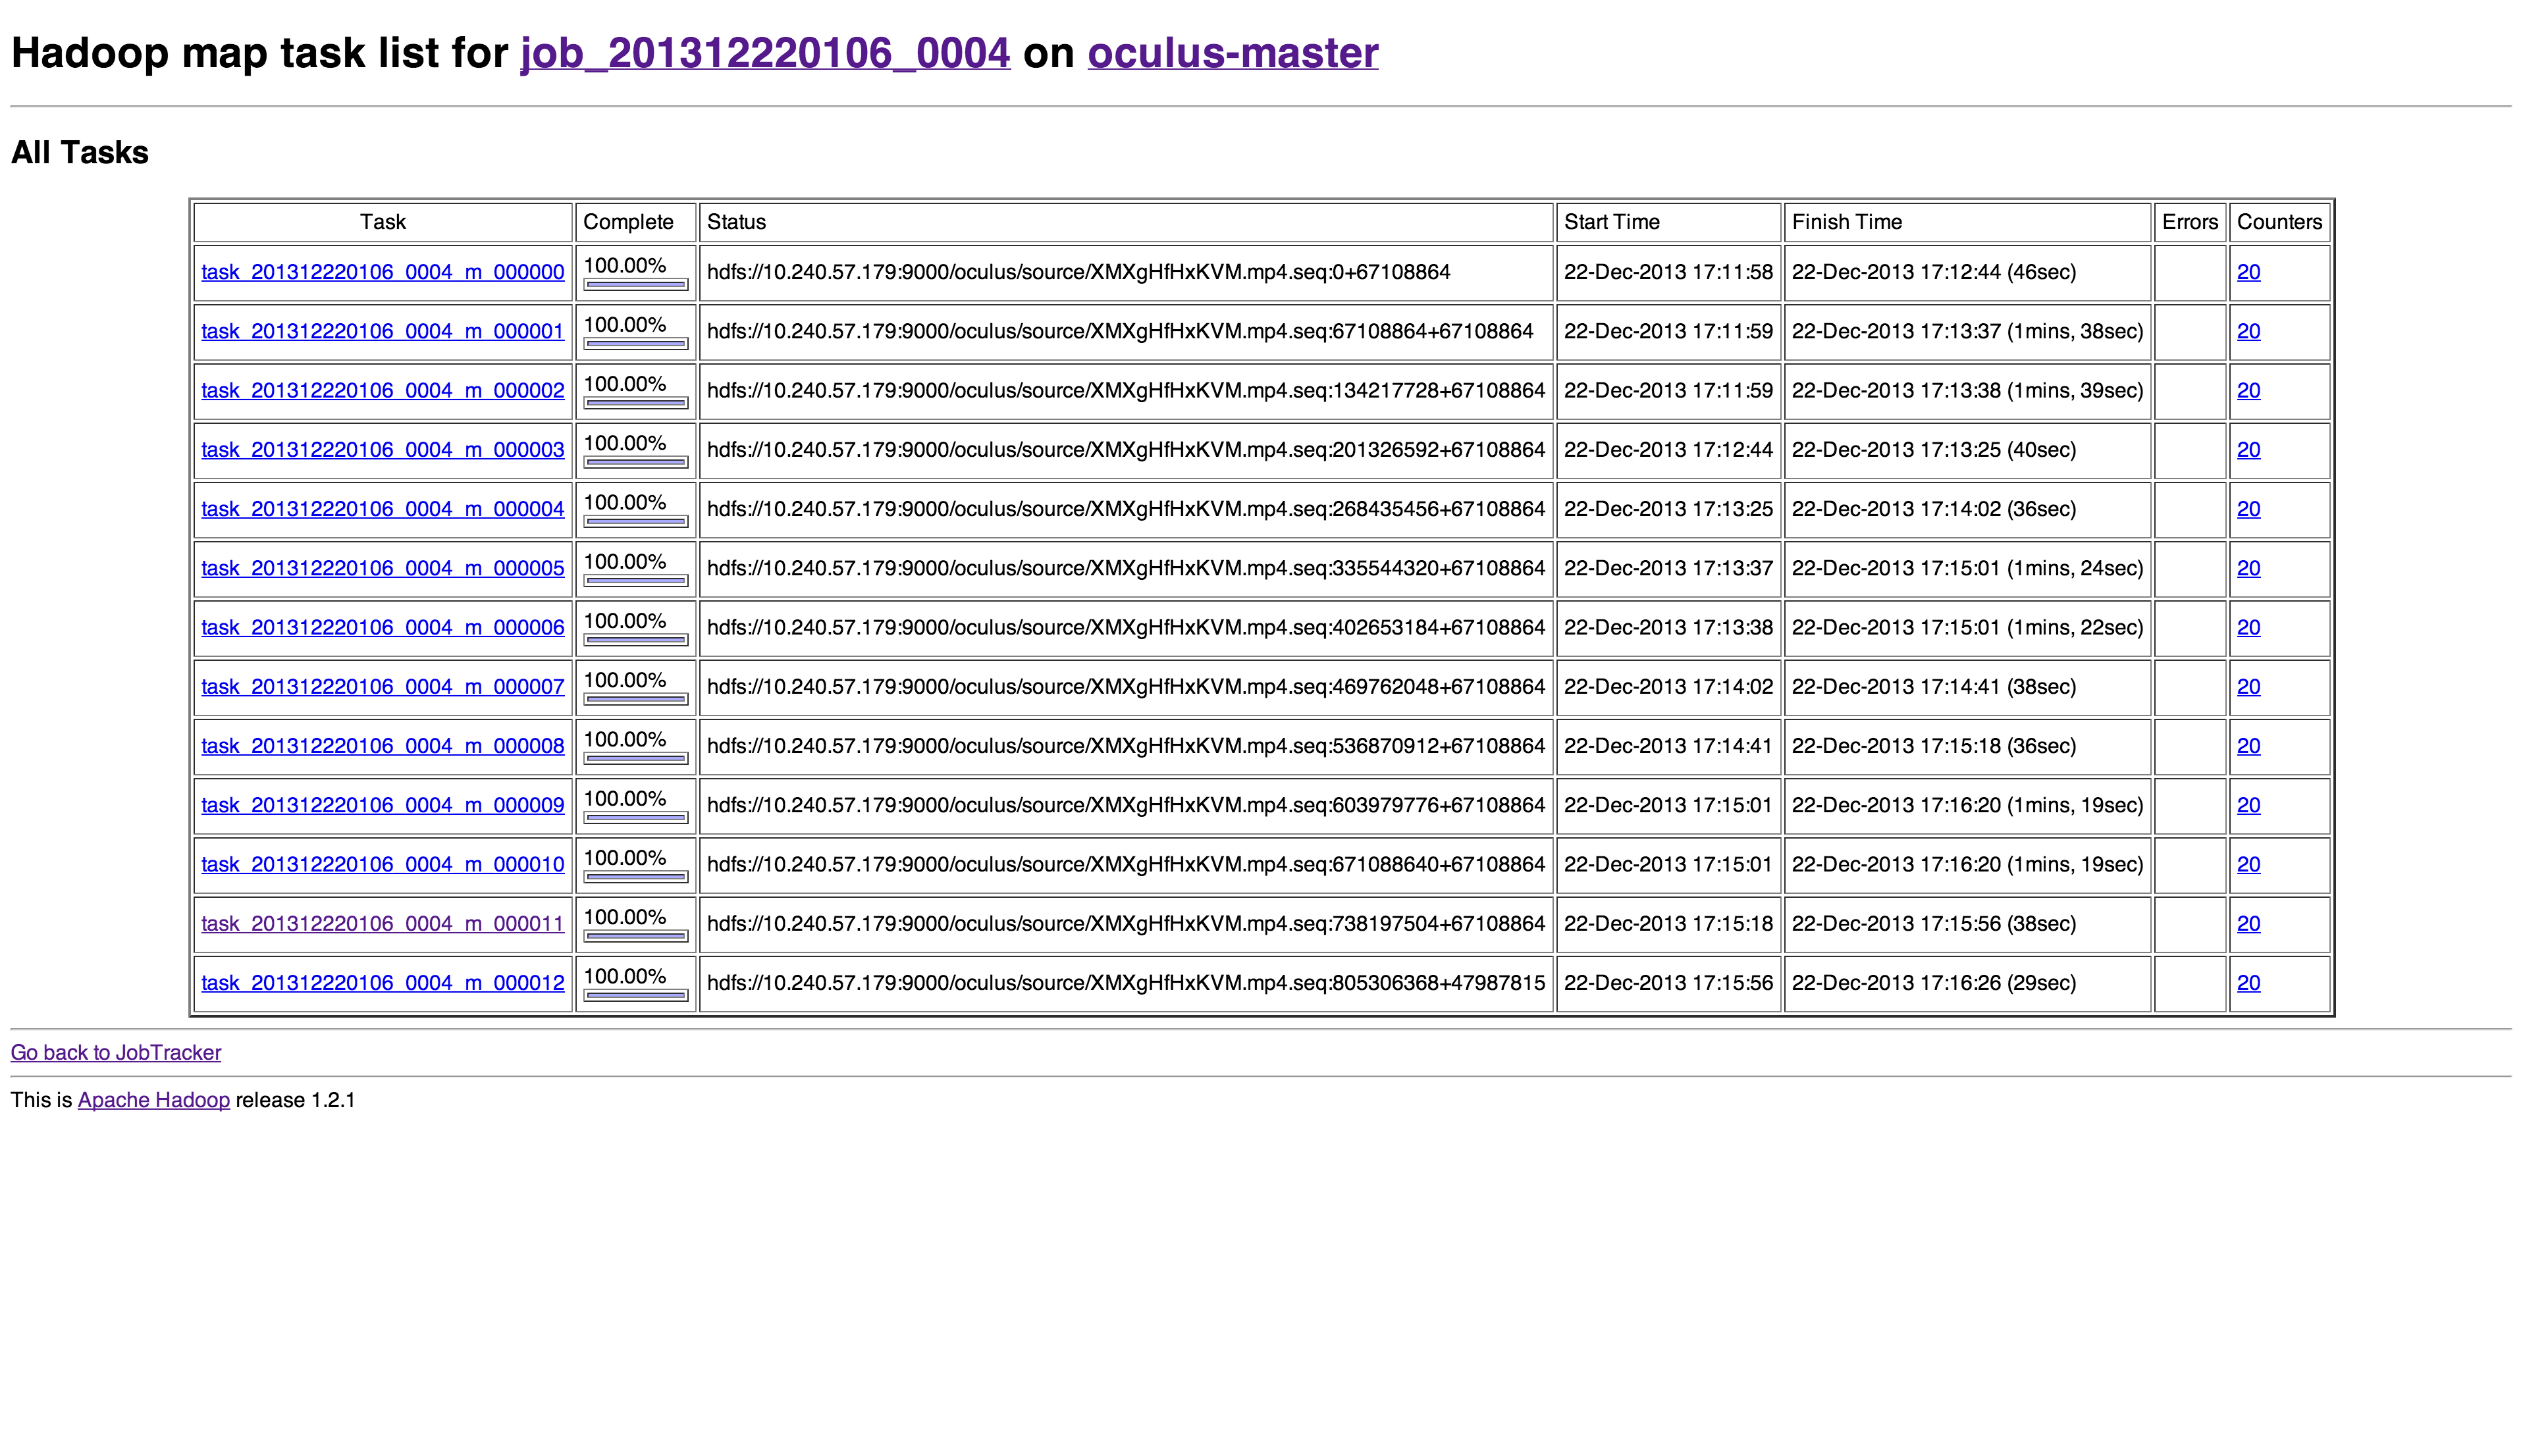 Hadoop map task list for job_201312220106_0004 on oculus-master
All Tasks
Task Complete Status Start Time Finish Time Errors Counters
task_201312220106_0004_m_000000 100.00% hdfs://10.240.57.179:9000/oculus/source/XMXgHfHxKVM.mp4.seq:0+67108864 22-Dec-2013 17:11:58 22-Dec-2013 17:12:44 (46sec) 20
task_201312220106_0004_m_000001 100.00% hdfs://10.240.57.179:9000/oculus/source/XMXgHfHxKVM.mp4.seq:67108864+67108864 22-Dec-2013 17:11:59 22-Dec-2013 17:13:37 (1mins, 38sec) 20
task_201312220106_0004_m_000002 100.00% hdfs://10.240.57.179:9000/oculus/source/XMXgHfHxKVM.mp4.seq:134217728+67108864 22-Dec-2013 17:11:59 22-Dec-2013 17:13:38 (1mins, 39sec) 20
task_201312220106_0004_m_000003 100.00% hdfs://10.240.57.179:9000/oculus/source/XMXgHfHxKVM.mp4.seq:201326592+67108864 22-Dec-2013 17:12:44 22-Dec-2013 17:13:25 (40sec) 20
task_201312220106_0004_m_000004 100.00% hdfs://10.240.57.179:9000/oculus/source/XMXgHfHxKVM.mp4.seq:268435456+67108864 22-Dec-2013 17:13:25 22-Dec-2013 17:14:02 (36sec) 20
task_201312220106_0004_m_000005 100.00% hdfs://10.240.57.179:9000/oculus/source/XMXgHfHxKVM.mp4.seq:335544320+67108864 22-Dec-2013 17:13:37 22-Dec-2013 17:15:01 (1mins, 24sec) 20
task_201312220106_0004_m_000006 100.00% hdfs://10.240.57.179:9000/oculus/source/XMXgHfHxKVM.mp4.seq:402653184+67108864 22-Dec-2013 17:13:38 22-Dec-2013 17:15:01 (1mins, 22sec) 20
task_201312220106_0004_m_000007 100.00% hdfs://10.240.57.179:9000/oculus/source/XMXgHfHxKVM.mp4.seq:469762048+67108864 22-Dec-2013 17:14:02 22-Dec-2013 17:14:41 (38sec) 20
task_201312220106_0004_m_000008 100.00% hdfs://10.240.57.179:9000/oculus/source/XMXgHfHxKVM.mp4.seq:536870912+67108864 22-Dec-2013 17:14:41 22-Dec-2013 17:15:18 (36sec) 20
task_201312220106_0004_m_000009 100.00% hdfs://10.240.57.179:9000/oculus/source/XMXgHfHxKVM.mp4.seq:603979776+67108864 22-Dec-2013 17:15:01 22-Dec-2013 17:16:20 (1mins, 19sec) 20
task_201312220106_0004_m_000010 100.00% hdfs://10.240.57.179:9000/oculus/source/XMXgHfHxKVM.mp4.seq:671088640+67108864 22-Dec-2013 17:15:01 22-Dec-2013 17:16:20 (1mins, 19sec) 20
task_201312220106_0004_m_000011 100.00% hdfs://10.240.57.179:9000/oculus/source/XMXgHfHxKVM.mp4.seq:738197504+67108864 22-Dec-2013 17:15:18 22-Dec-2013 17:15:56 (38sec) 20
task_201312220106_0004_m_000012 100.00% hdfs://10.240.57.179:9000/oculus/source/XMXgHfHxKVM.mp4.seq:805306368+47987815 22-Dec-2013 17:15:56 22-Dec-2013 17:16:26 (29sec) 20
Go back to JobTracker
This is Apache Hadoop release 1.2.1